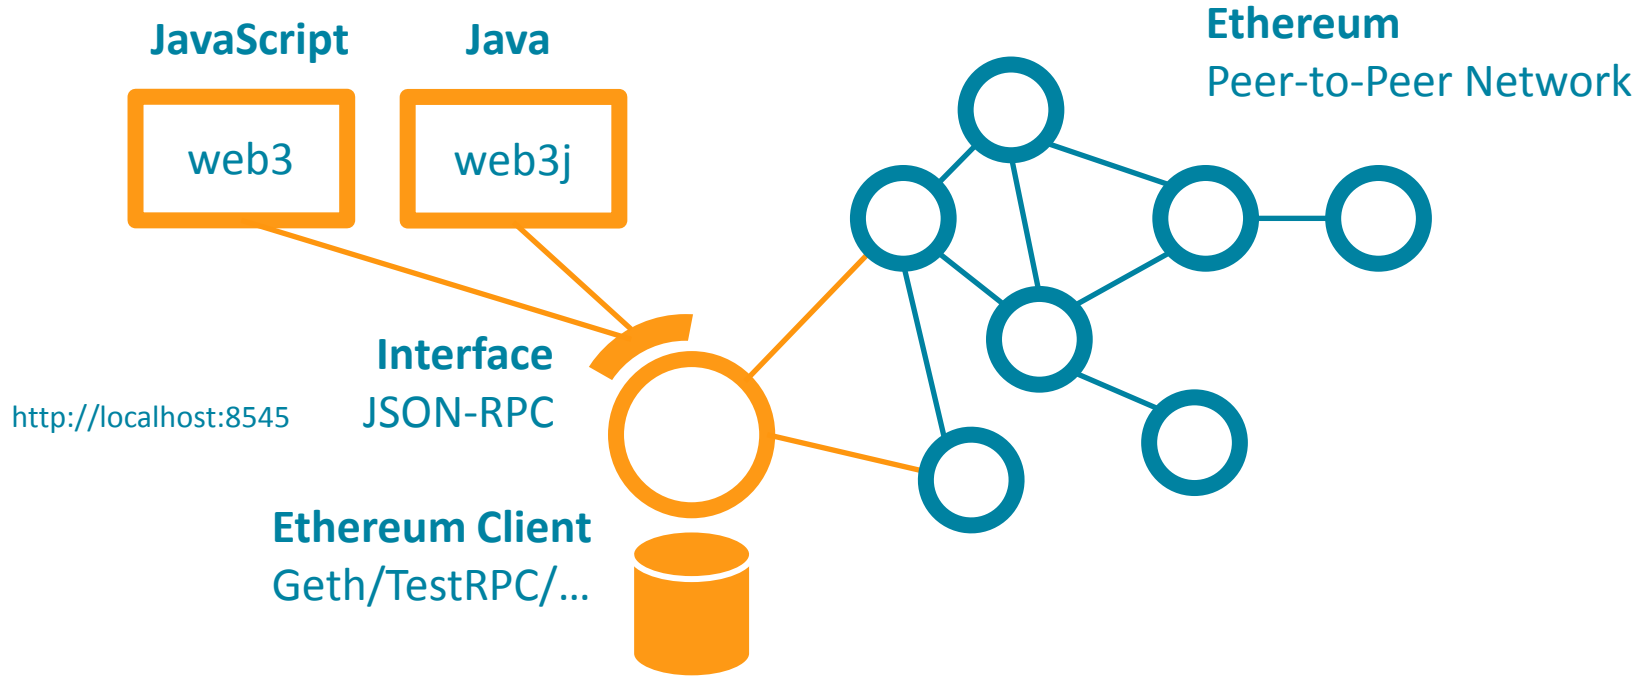 JavaScript
Java
web3
web3j
Ethereum
Peer-to-Peer Network
Interface
JSON-RPC
http://localhost:8545
Ethereum Client
Geth/TestRPC/…